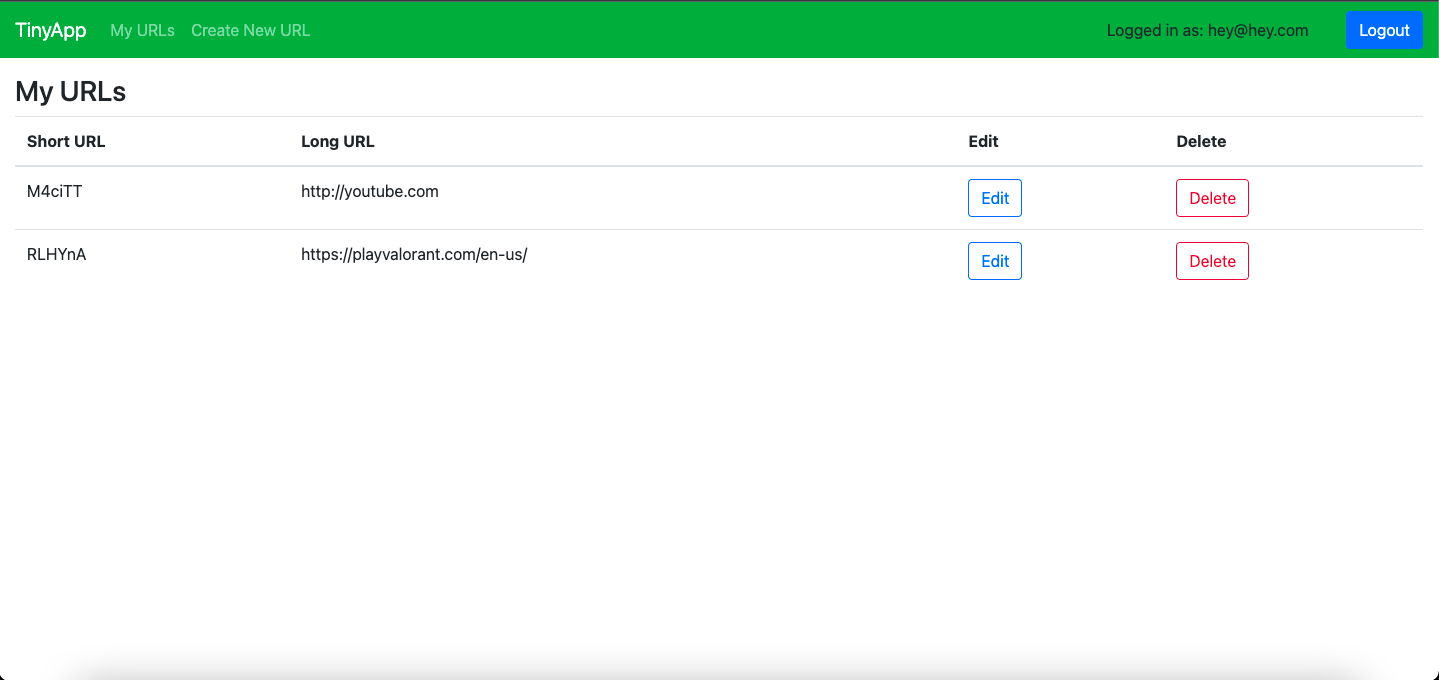 TinyApp My URLs Create New URL Logged in as: hey@hey.com Logout
My URLs
Short URL Long URL Edit Delete
M4ciTT http://youtube.com Edit Delete
RLHYnA https://playvalorant.com/en-us/ Edit Delete